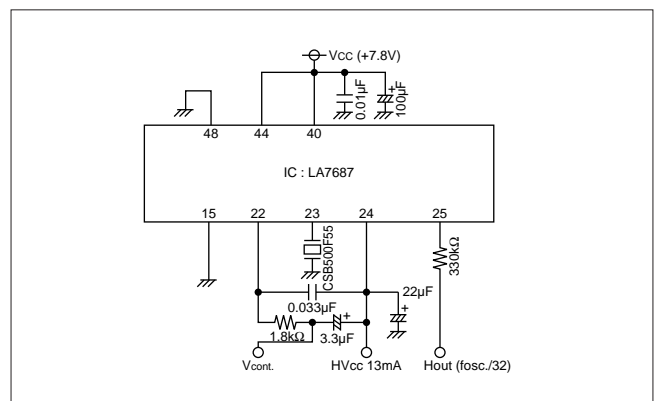 VCC (+7.8V)
0.01μF
100μF
+
48 44 40
IC : LA7687
15 22 23 24 25
CSB500F55
330kΩ
22μF
+
0.033μF
+
1.8kΩ 3.3μF
Vcont. HVcc 13mA Hout (fosc./32)